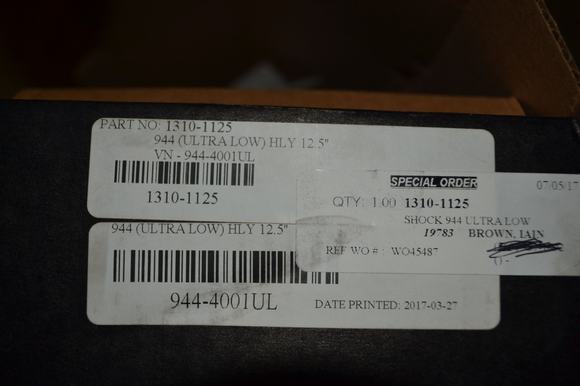 PART NO: 1310-1125
944 (ULTRA LOW) HLY 12.5"
VN - 944-4001UL
1310-1125
944 (ULTRA LOW) HLY 12.5"
944-4001UL
DATE PRINTED: 2017-03-27
SPECIAL ORDER
07/05/17
QTY: 1.00 1310-1125
SHOCK 944 ULTRA LOW
19783 BROWN, IAIN
REF WO # : WO45487